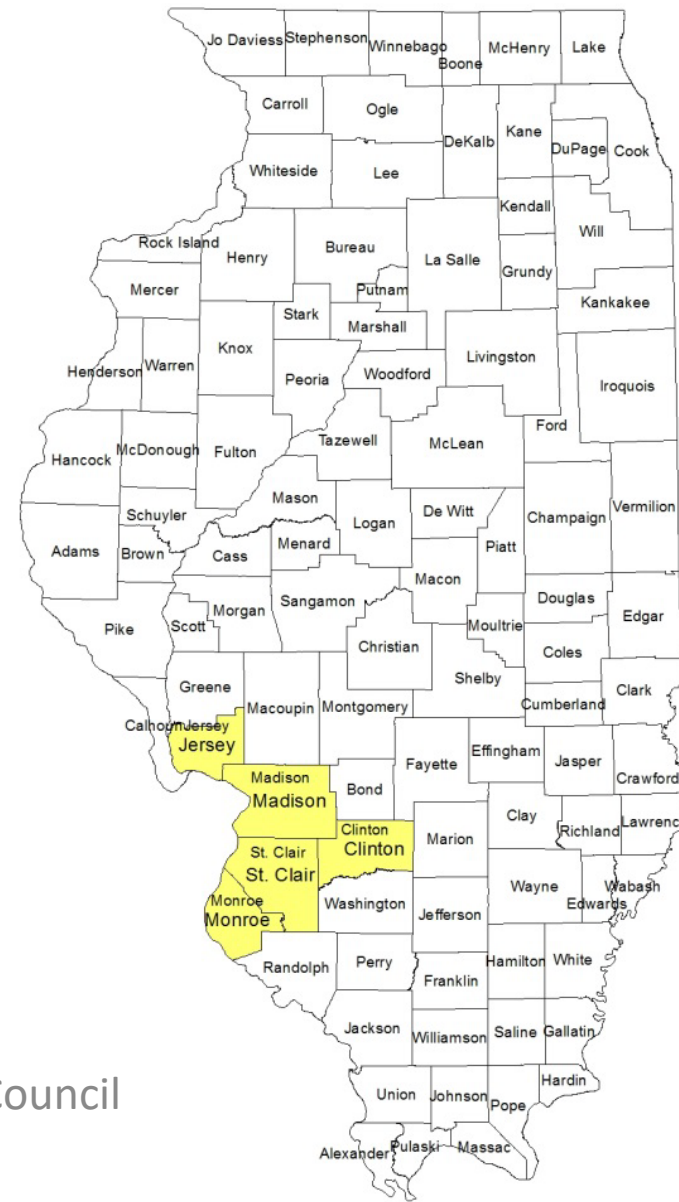 Jo Daviess Stephenson Winnebago Boone McHenry Lake
Carroll Ogle DeKalb Kane DuPage Cook
Whiteside Lee
Kendall Will
Rock Island Henry Bureau La Salle Grundy
Mercer Putnam Kankakee
Stark Marshall
Henderson Warren Knox Peoria Woodford Livingston Iroquois
Hancock McDonough Fulton Tazewell McLean Ford
Schuyler Mason Logan De Witt Champaign Vermilion
Adams Brown Cass Menard Piatt
Macon Douglas Edgar
Pike Scott Morgan Sangamon Christian Moultrie Coles
Greene Macoupin Montgomery Shelby Cumberland Clark
Calhoun Jersey
Jersey
Fayette Effingham Jasper Crawford
Madison Bond
Madison
Clinton Marion Clay Richland Lawrenc
Clinton
St. Clair
St. Clair
Monroe Washington Wayne Edwards Wabash
Monroe Jefferson
Randolph Perry Franklin Hamilton White
Jackson Williamson Saline Gallatin
Union Johnson Pope Hardin
Council
Alexander Pulaski Massac